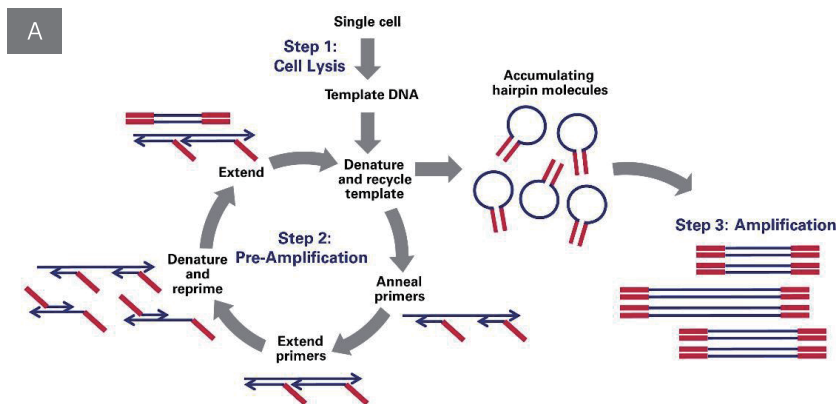 A
Single cell
Step 1:
Cell Lysis
Template DNA
Accumulating
hairpin molecules
Denature
and recycle
template
Extend
Step 2:
Pre-Amplification
Denature
and
reprime
Anneal
primers
Extend
primers
Step 3: Amplification